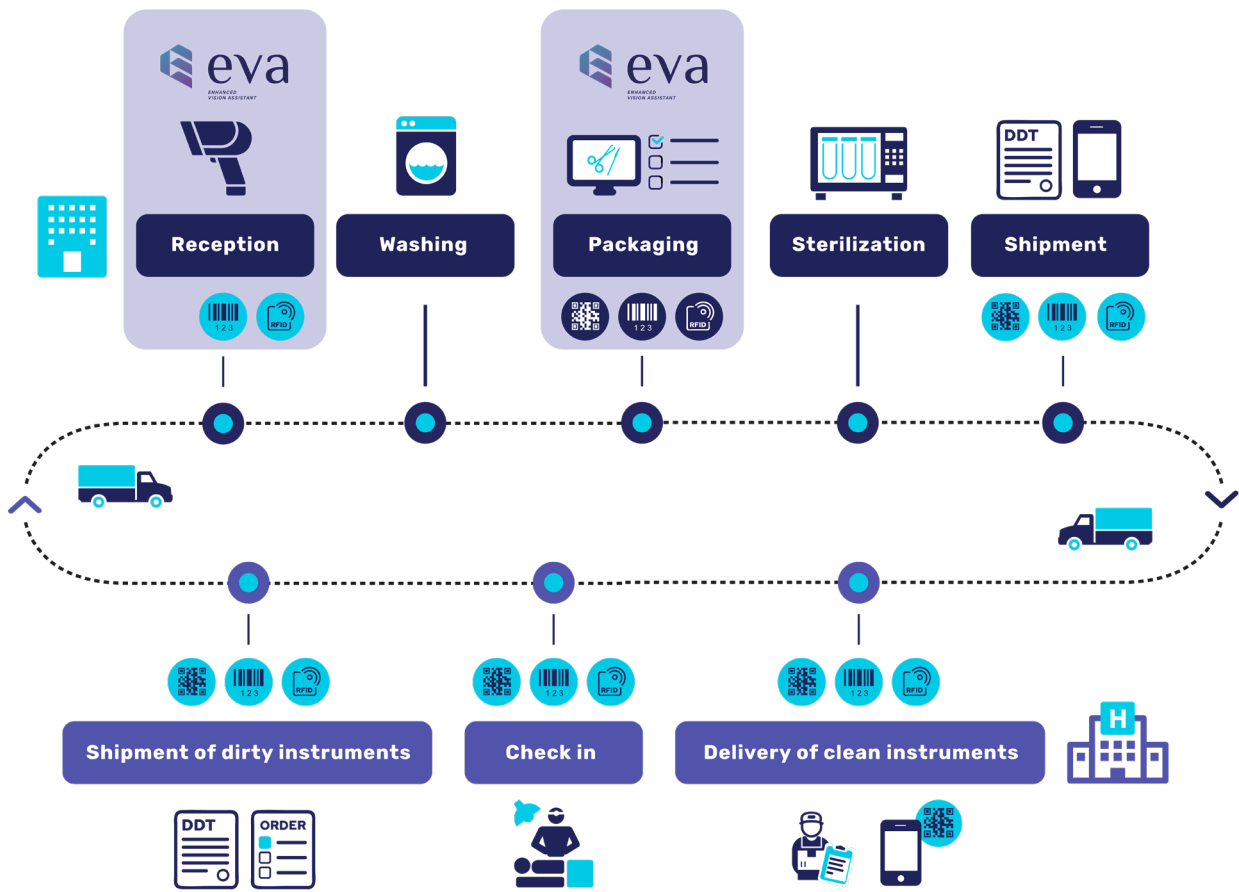 eva
ENHANCED
VISION ASSISTANT
eva
ENHANCED
VISION ASSISTANT
DDT
Reception
Washing
Packaging
Sterilization
Shipment
123
RFID
123
RFID
123
RFID
123
RFID
123
RFID
123
RFID
Shipment of dirty instruments
Check in
Delivery of clean instruments
H
DDT
ORDER